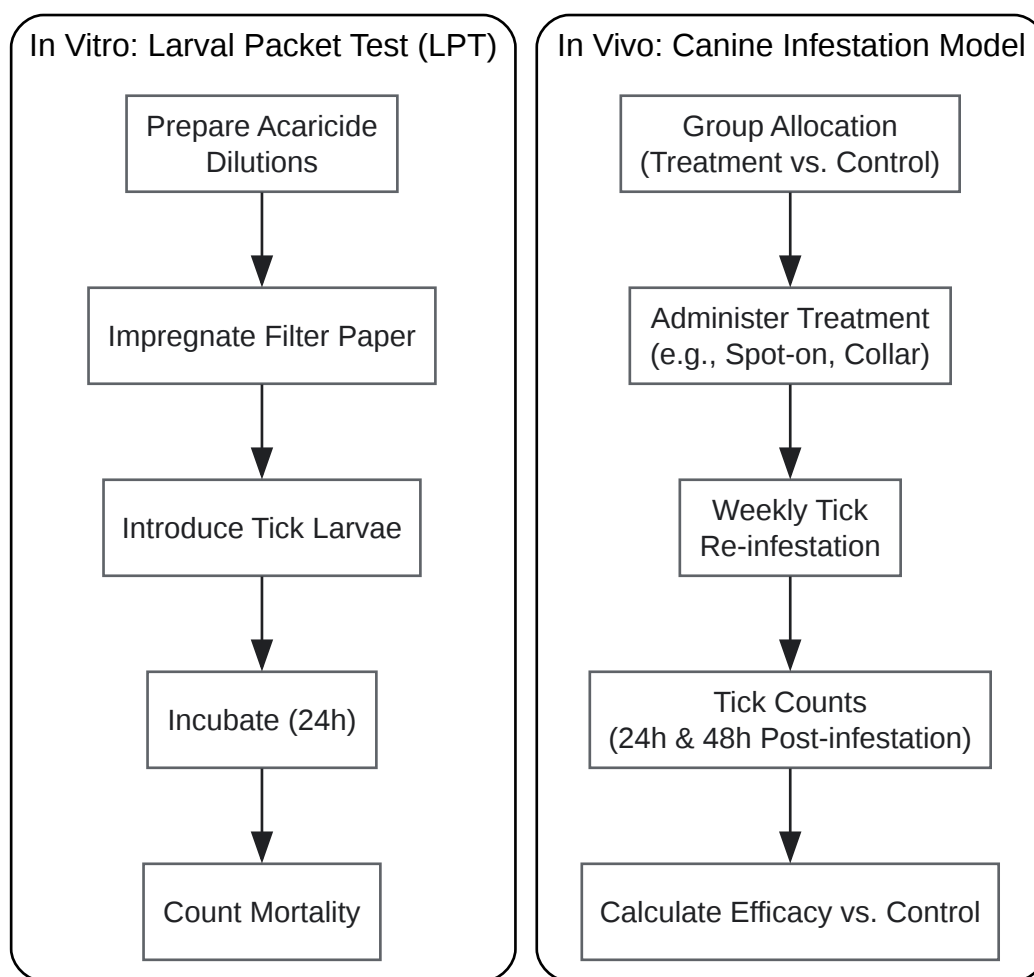 In Vitro: Larval Packet Test (LPT)
Prepare Acaricide
Dilutions
Impregnate Filter Paper
Introduce Tick Larvae
Incubate (24h)
Count Mortality
In Vivo: Canine Infestation Model
Group Allocation
(Treatment vs. Control)
Administer Treatment
(e.g., Spot-on, Collar)
Weekly Tick
Re-infestation
Tick Counts
(24h & 48h Post-infestation)
Calculate Efficacy vs. Control